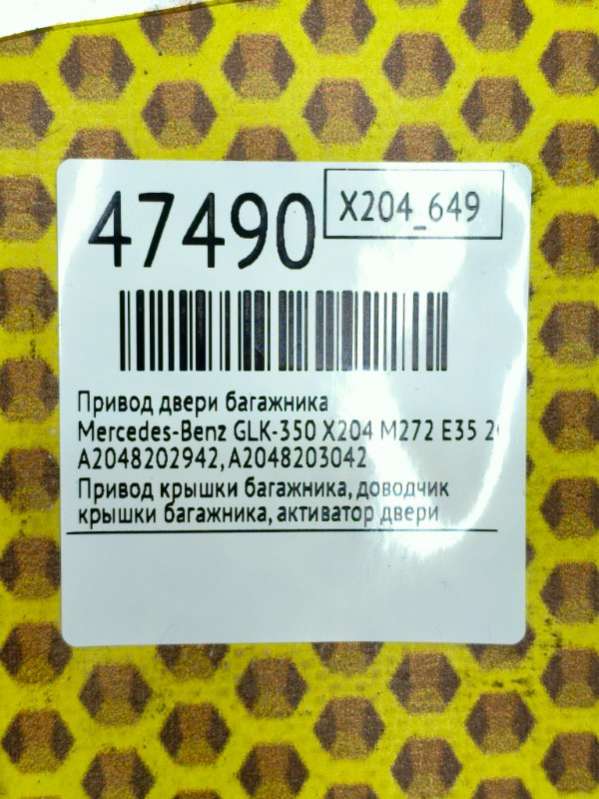 47490
X204_649
Привод двери багажника
Mercedes-Benz GLK-350 X204 M272 E35
A2048202942, A2048203042
Привод крышки багажника, доводчик
крышки багажника, активатор двери